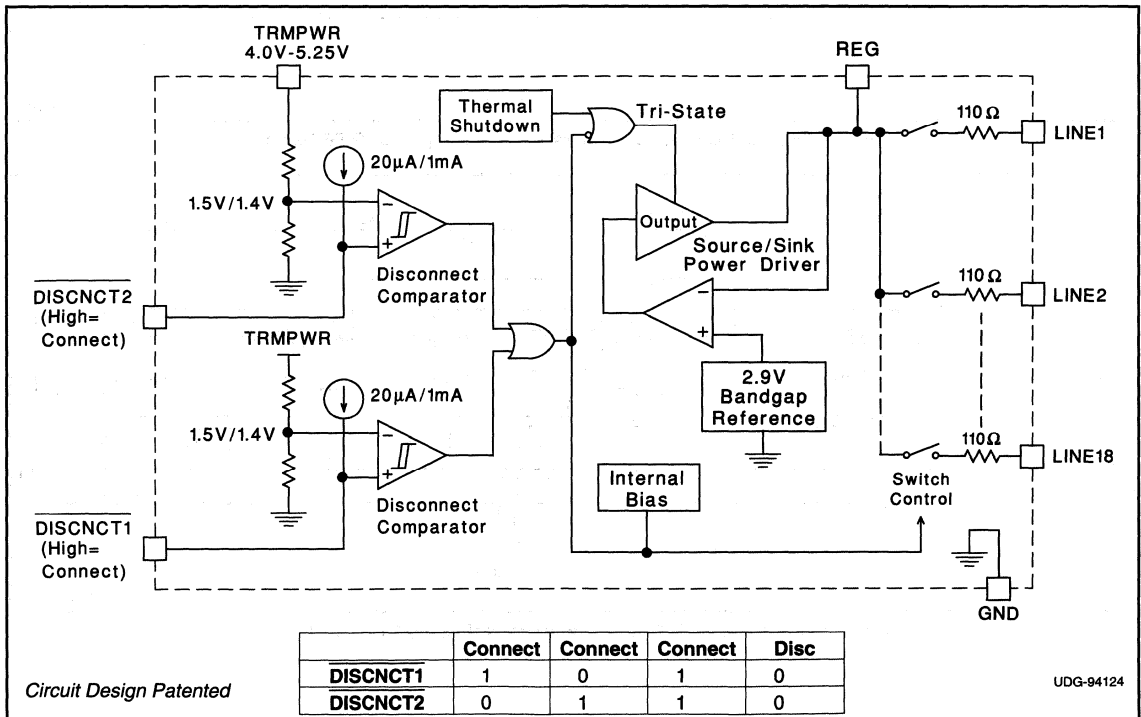 TRMPWR
4.0V-5.25V
REG
Thermal
Shutdown
Tri-State
110 Ω
LINE1
20μA/1mA
1.5V/1.4V
−
+
Output
Disconnect
Comparator
Source/Sink
Power Driver
110 Ω
LINE2
DISCNCT2
(High=
Connect)
−
+
TRMPWR
2.9V
Bandgap
Reference
20μA/1mA
1.5V/1.4V
−
+
110Ω
LINE18
Disconnect
Comparator
Internal
Bias
Switch
Control
DISCNCT1
(High=
Connect)
GND
Connect Connect Connect Disc
DISCNCT1 1 0 1 0
DISCNCT2 0 1 1 0
Circuit Design Patented
UDG-94124